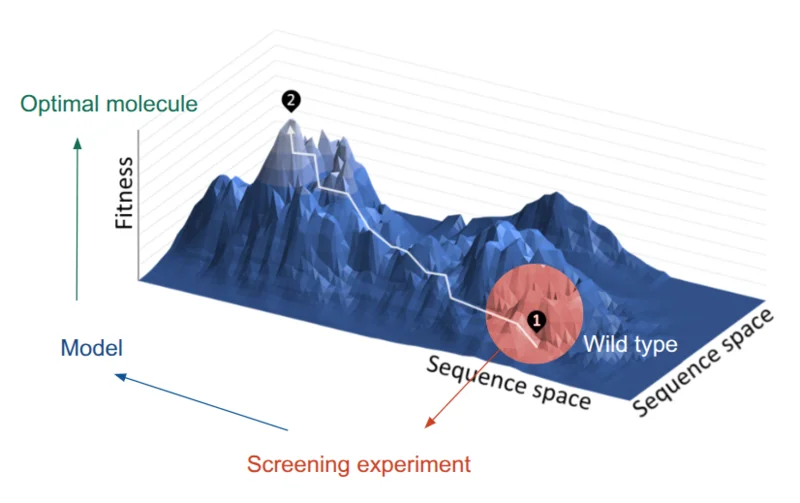 Optimal molecule
2
Fitness
1
Model
Wild type
Sequence space
Sequence space
Screening experiment